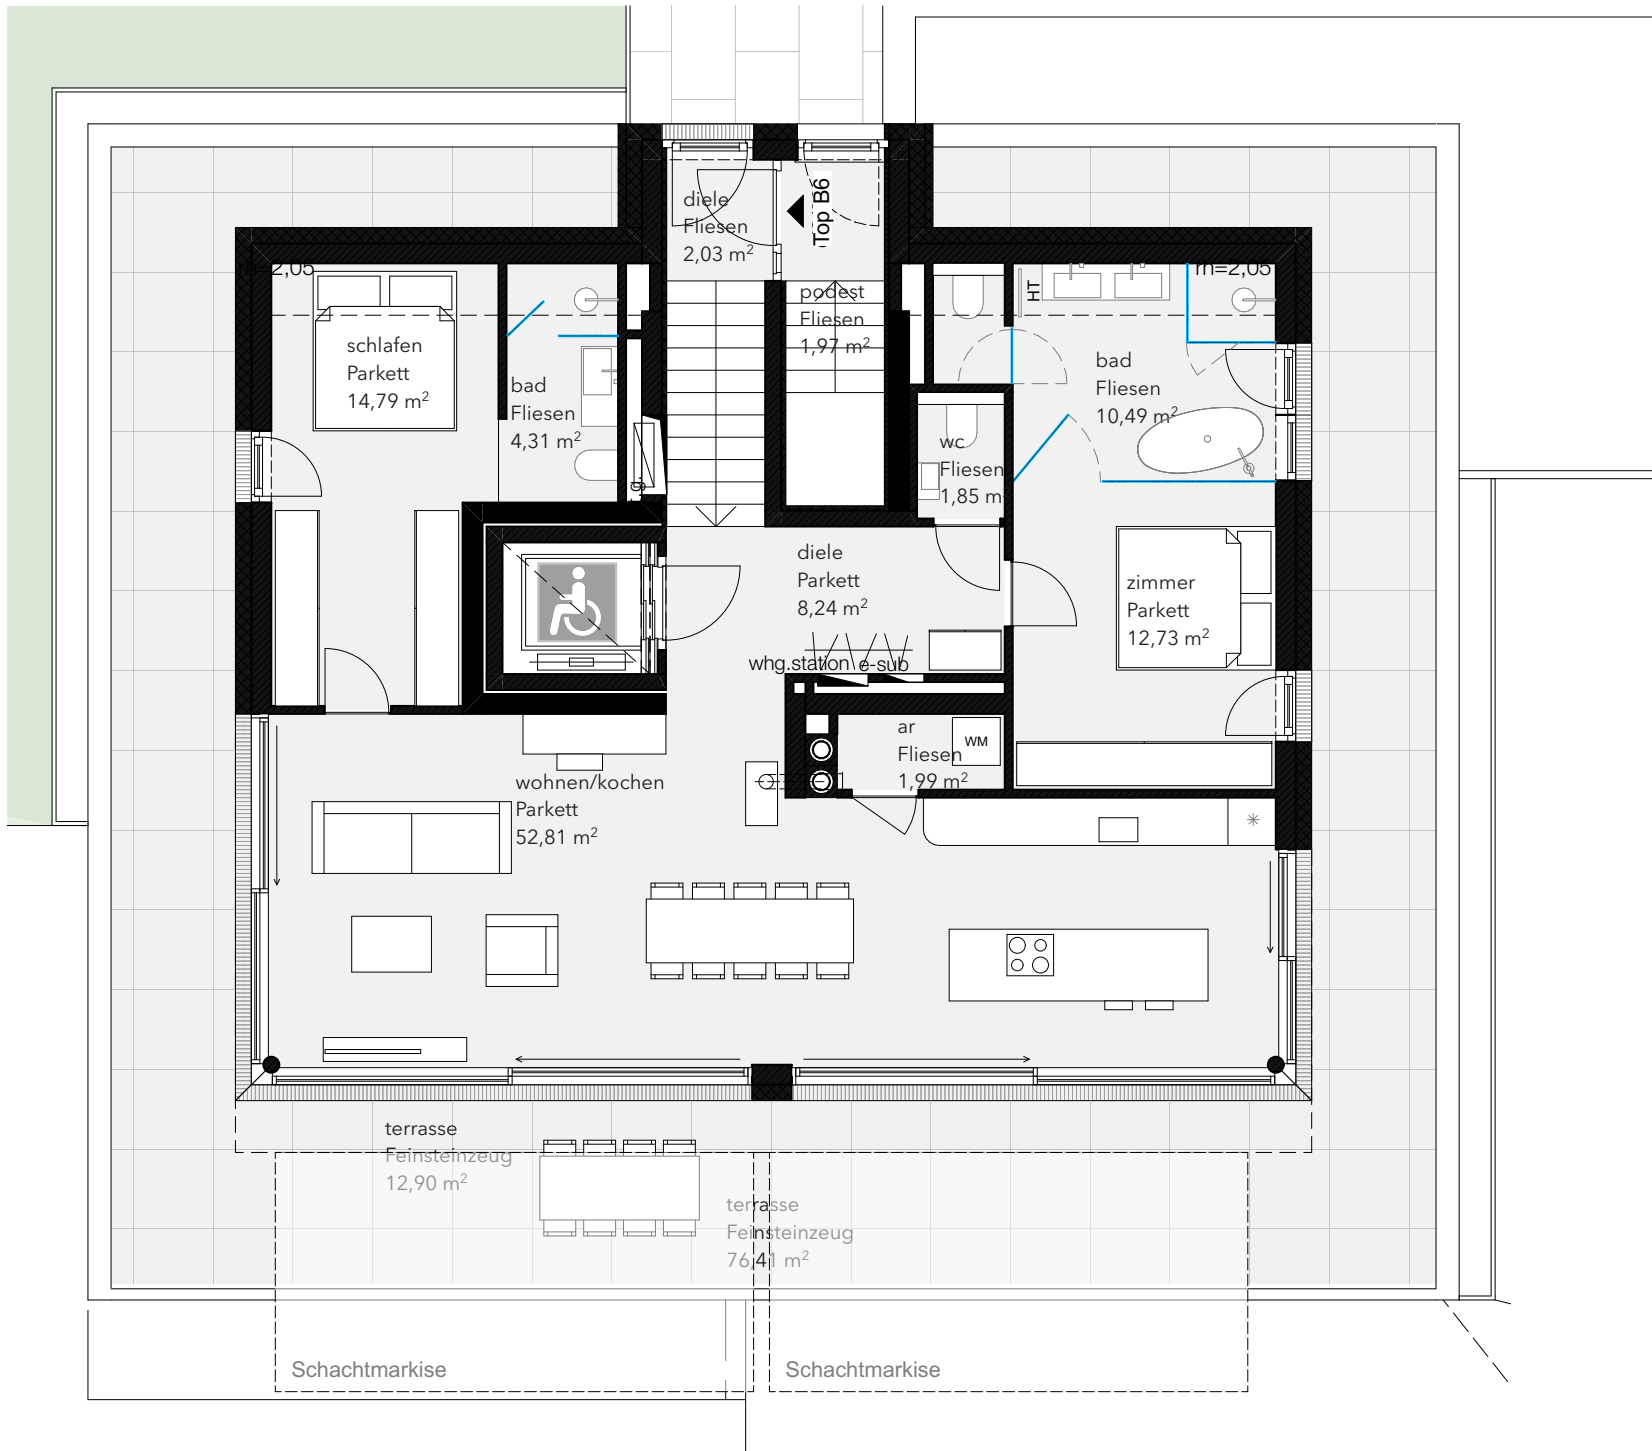 diele
Fliesen
2,03 m²
Top B6
podest
Fliesen
1,97 m²
rh=2,05
schlafen
Parkett
14,79 m²
bad
Fliesen
4,31 m²
HT
rh=2,05
bad
Fliesen
10,49 m²
wc
Fliesen
1,85 m
diele
Parkett
8,24 m²
zimmer
Parkett
12,73 m²
whg.station e-sub
ar
Fliesen
1,99 m²
WM
wohnen/kochen
Parkett
52,81 m²
terrasse
Feinsteinzeug
12,90 m²
terrasse
Feinsteinzeug
76,41 m²
Schachtmarkise
Schachtmarkise